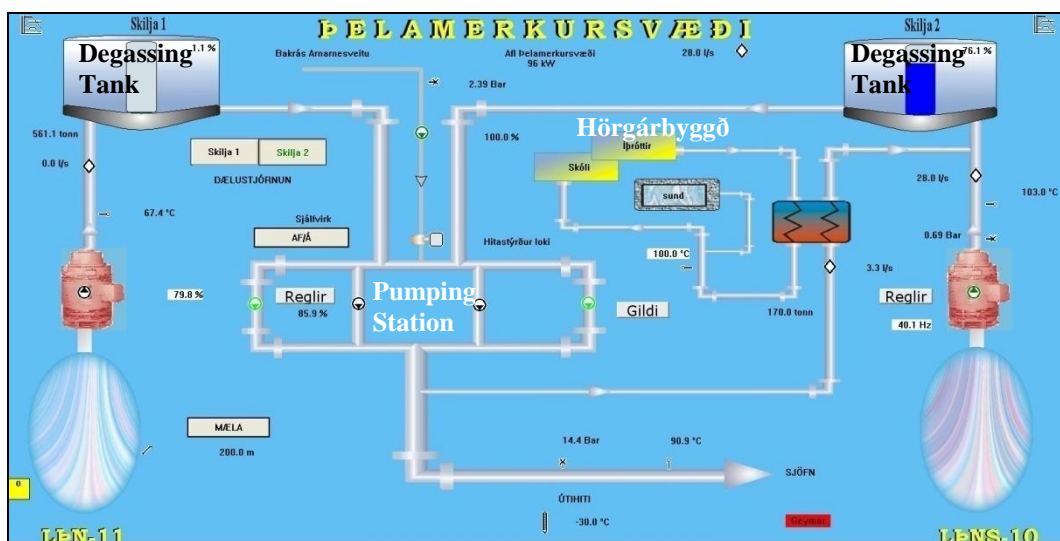 ÞELAMERKURSVÆÐI
Skilja 1
Skilja 2
Degassing
Tank
1.1 %
Bakrás Arnarnesveitu
Afl Þelamerkursvæði
96 kW
28.0 l/s
Degassing
Tank
76.1 %
2.39 Bar
561.1 tonn
0.0 l/s
100.0 %
Hörgárbyggð
Íþróttir
Skóli
Skilja 1
Skilja 2
DÆLUSTJÓRNUN
sund
28.0 l/s
103.0 °C
67.4 °C
Sjálfvirk
AF/Á
Hitastýrður loki
100.0 °C
0.69 Bar
3.3 l/s
79.8 %
Reglir
85.9 %
Pumping
Station
Gildi
170.0 tonn
Reglir
40.1 Hz
MÆLA
200.0 m
14.4 Bar
90.9 °C
SJÖFN
0
ÚTIHITI
-30.0 °C
Geymar
LÞN-11
LÞNS-10